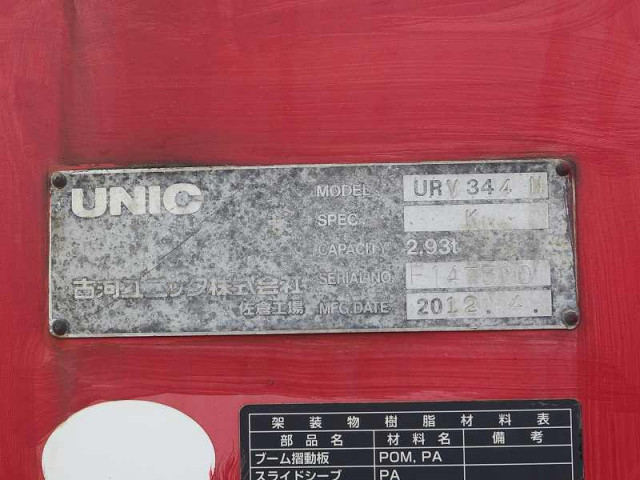 UNIC
MODEL URV344
SPEC. K
CAPACITY 2.93t
古河ユニック株式会社
SERIAL NO.
佐倉工場
MFG.DATE 2012. 4.
架装物樹脂材料表
部品名 材料名 備考
ブーム摺動板 POM, PA
スライドシーブ PA